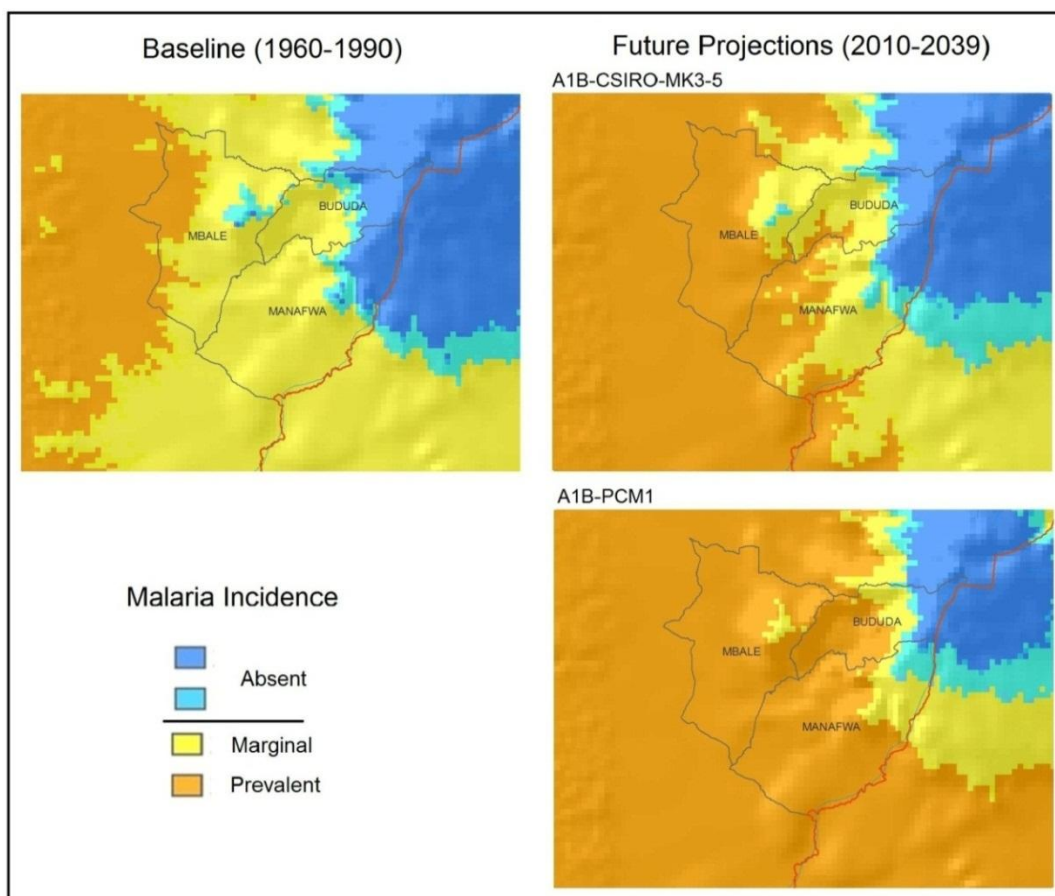 Baseline (1960-1990)
Future Projections (2010-2039)
A1B-CSIRO-MK3-5
BUDUDA
MBALE
MANAFWA
BUDUDA
MBALE
MANAFWA
A1B-PCM1
BUDUDA
MBALE
MANAFWA
Malaria Incidence
Absent
Marginal
Prevalent